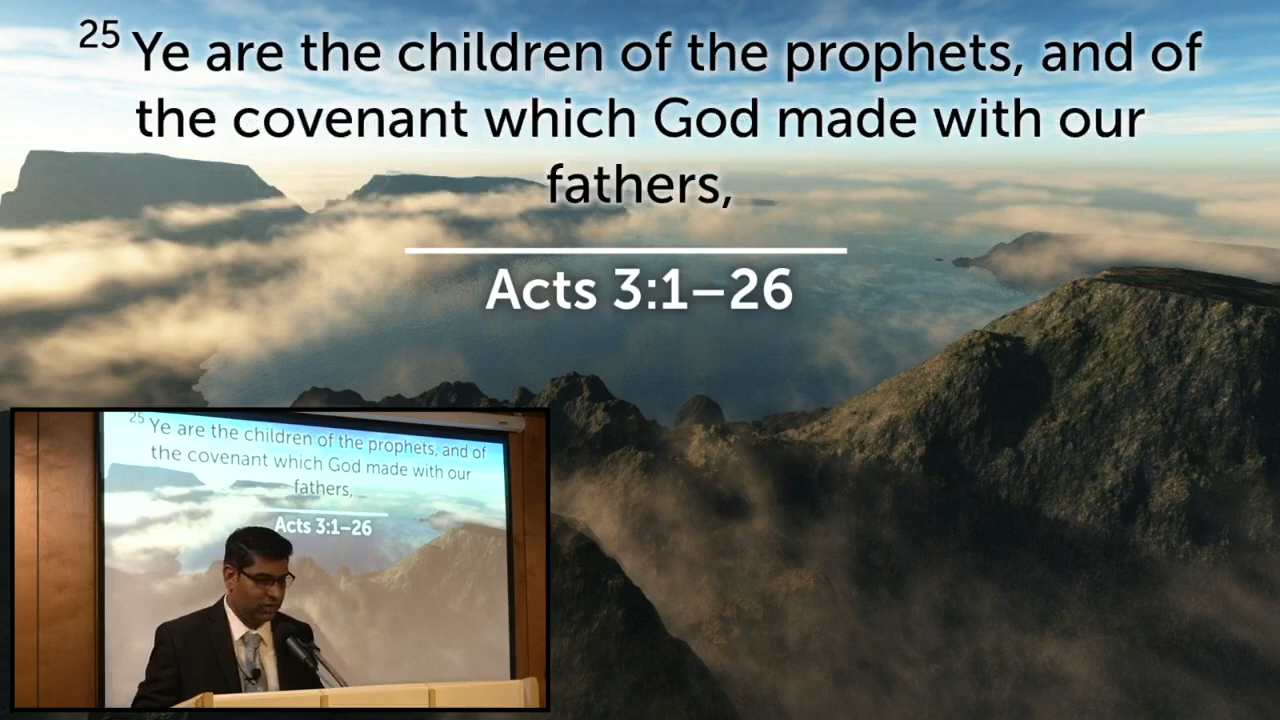 25 Ye are the children of the prophets, and of
the covenant which God made with our
fathers,
Acts 3:1–26
25 Ye are the children of the prophets, and of
the covenant which God made with our
fathers,
Acts 3:1–26